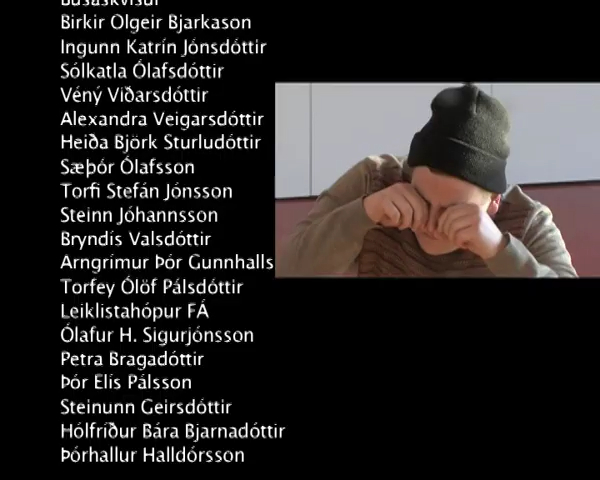 Birkir Olgeir Bjarkason
Ingunn Katrín Jónsdóttir
Sólkatla Ólafsdóttir
Vény Viðarsdóttir
Alexandra Veigarsdóttir
Heiða Björk Sturludóttir
Sæþór Ólafsson
Torfi Stefán Jónsson
Steinn Jóhannsson
Bryndís Valsdóttir
Arngrímur Þór Gunnhalls
Torfey Ólöf Pálsdóttir
Leiklistahópur FÁ
Ólafur H. Sigurjónsson
Petra Bragadóttir
Þór Elís Pálsson
Steinunn Geirsdóttir
Hólfríður Bára Bjarnadóttir
Þórhallur Halldórsson